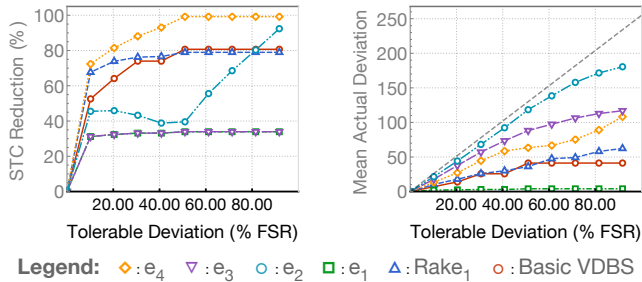 STC Reduction (%)
100
80
60
40
20
0
20.00 40.00 60.00 80.00
Tolerable Deviation (% FSR)
Mean Actual Deviation
250
200
150
100
50
0
20.00 40.00 60.00 80.00
Tolerable Deviation (% FSR)
Legend: : e4 : e3 : e2 : e1 : Rake1 : Basic VDBS